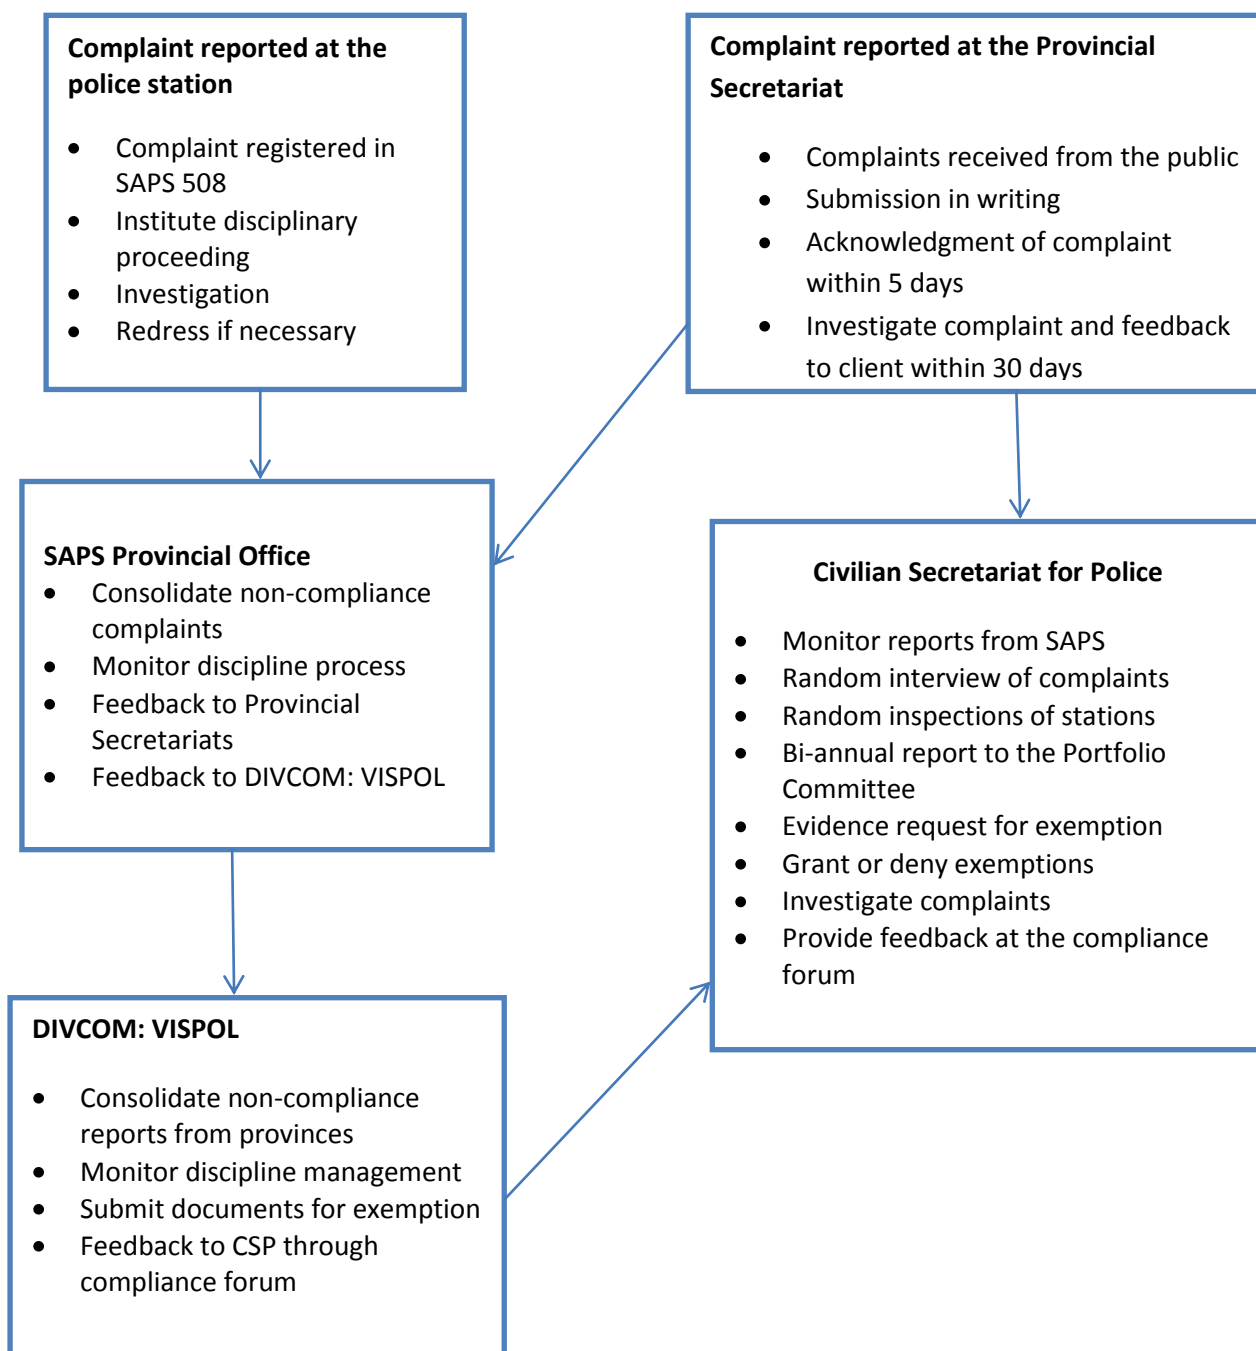 Complaint reported at the
police station
• Complaint registered in
SAPS 508
• Institute disciplinary
proceeding
• Investigation
• Redress if necessary
Complaint reported at the Provincial
Secretariat
• Complaints received from the public
• Submission in writing
• Acknowledgment of complaint
within 5 days
• Investigate complaint and feedback
to client within 30 days
SAPS Provincial Office
• Consolidate non-compliance
complaints
• Monitor discipline process
• Feedback to Provincial
Secretariats
• Feedback to DIVCOM: VISPOL
Civilian Secretariat for Police
• Monitor reports from SAPS
• Random interview of complaints
• Random inspections of stations
• Bi-annual report to the Portfolio
Committee
• Evidence request for exemption
• Grant or deny exemptions
• Investigate complaints
• Provide feedback at the compliance
forum
DIVCOM: VISPOL
• Consolidate non-compliance
reports from provinces
• Monitor discipline management
• Submit documents for exemption
• Feedback to CSP through
compliance forum